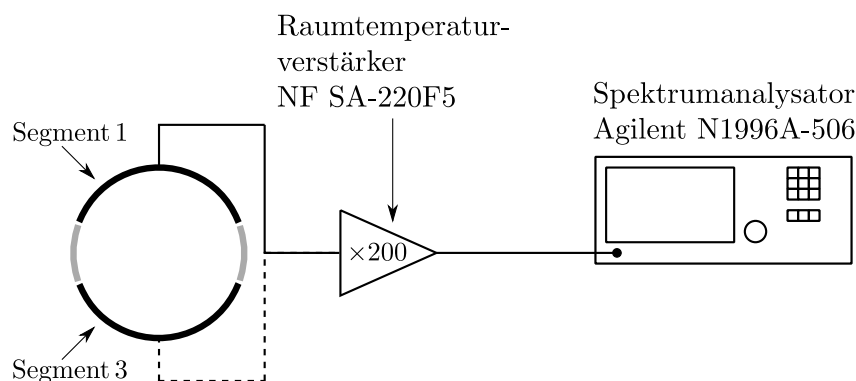 Raumtemperatur-
verstärker
NF SA-220F5
Spektrumanalysator
Agilent N1996A-506
Segment 1
×200
Segment 3